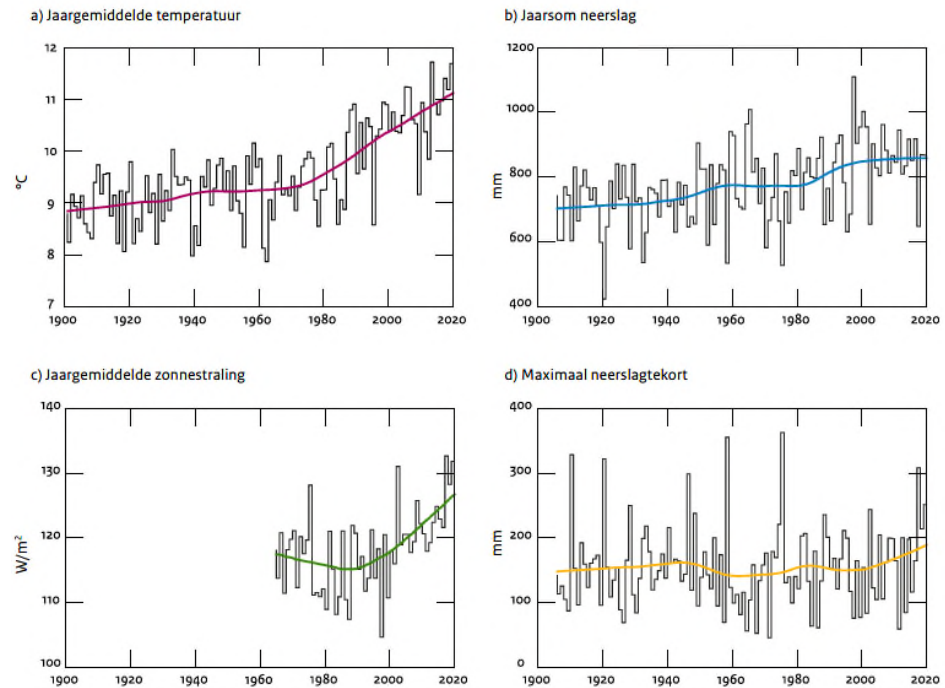 a) Jaargemiddelde temperatuur
12
11
10
9
8
7
°C
1900 1920 1940 1960 1980 2000 2020
b) Jaarsom neerslag
1200
1000
800
600
400
mm
1900 1920 1940 1960 1980 2000 2020
c) Jaargemiddelde zonnestraling
140
130
120
110
100
W/m²
1900 1920 1940 1960 1980 2000 2020
d) Maximaal neerslagtekort
400
300
200
100
0
mm
1900 1920 1940 1960 1980 2000 2020